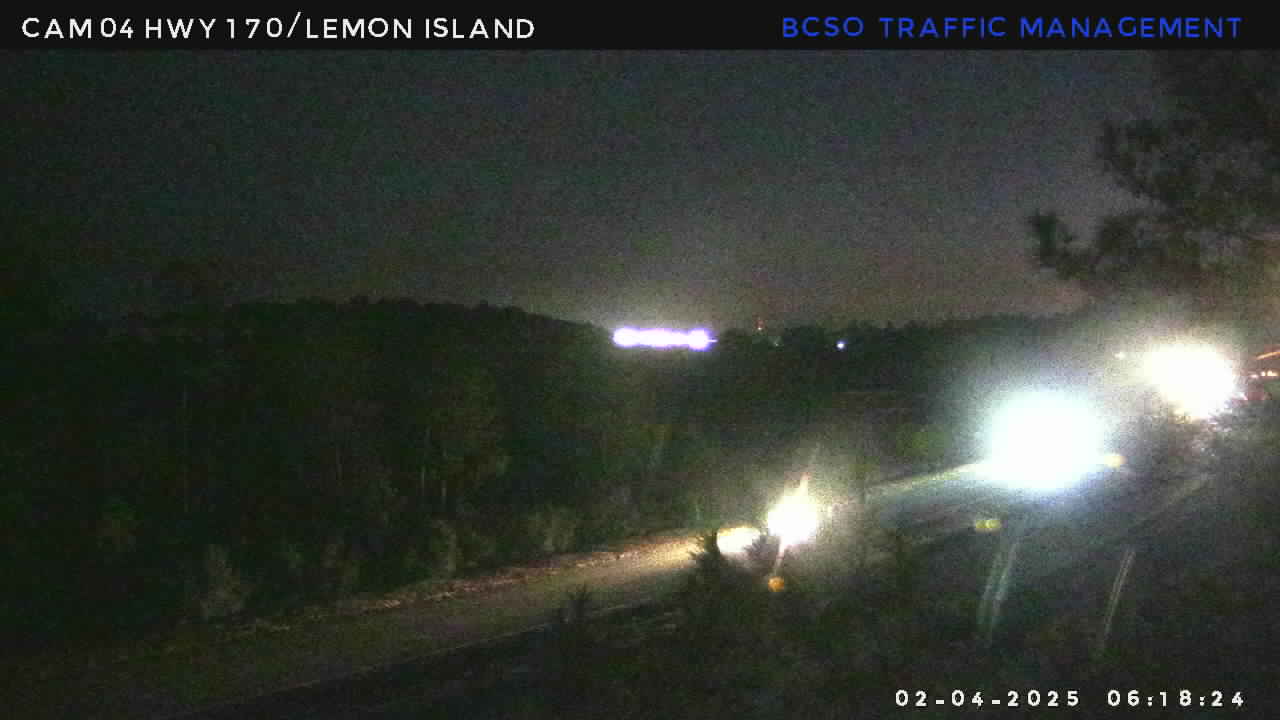 CAM04 HWY 170/LEMON ISLAND
BCSO TRAFFIC MANAGEMENT
02-04-2025 06:18:24